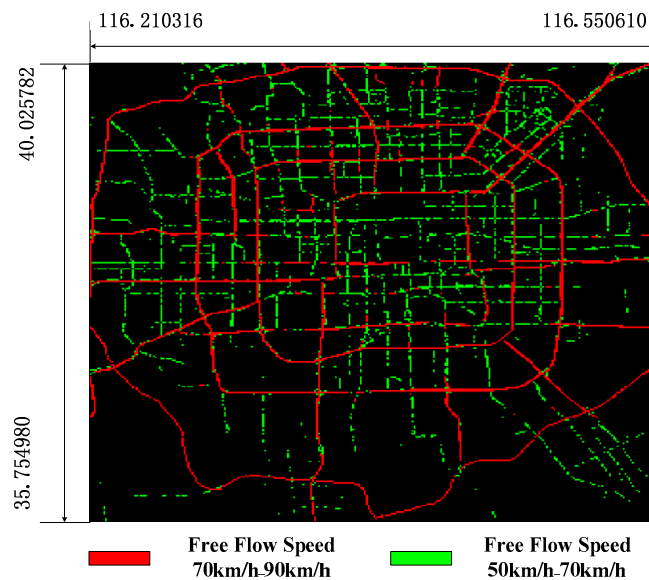 116.210316 116.550610
40.025782
35.754980
Free Flow Speed
70km/h-90km/h
Free Flow Speed
50km/h-70km/h